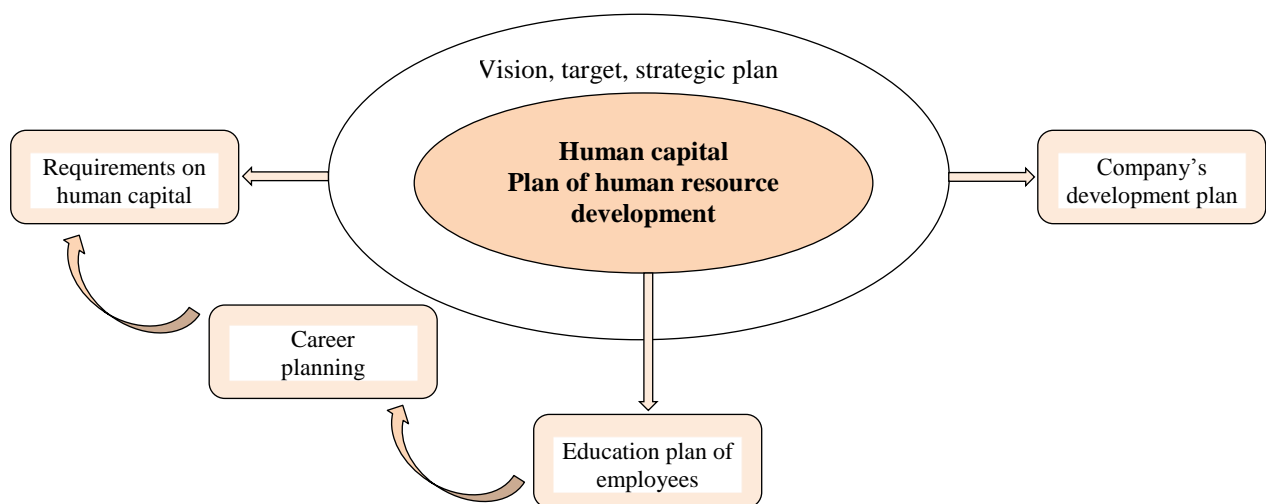 Vision, target, strategic plan
Human capital
Plan of human resource
development
Requirements on
human capital
Company’s
development plan
Career
planning
Education plan of
employees